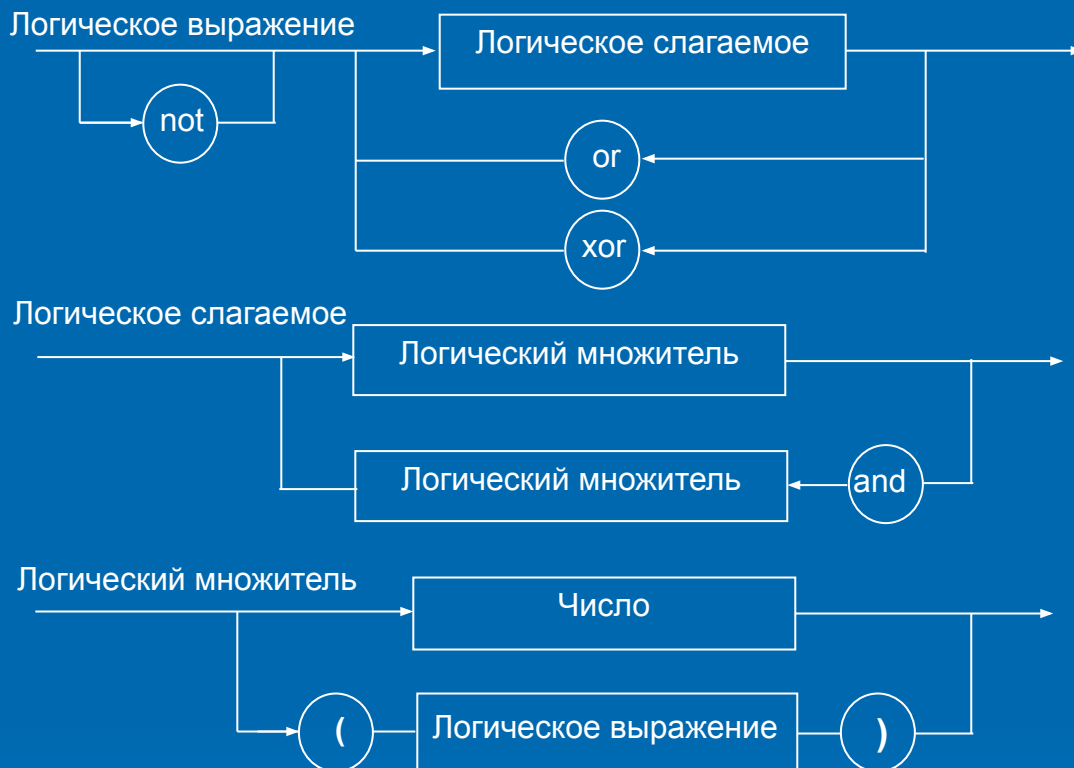 Логическое выражение
Логическое слагаемое
not
or
xor
Логическое слагаемое
Логический множитель
Логический множитель
and
Логический множитель
Число
(
Логическое выражение
)